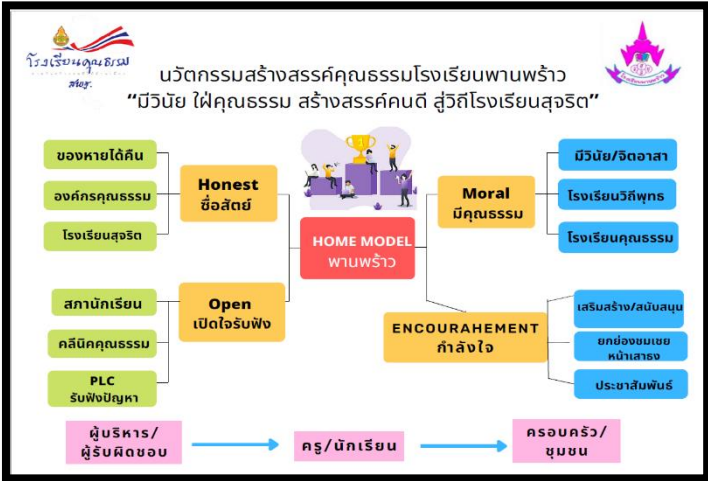 โรงเรียนคุณธรรม
สพฐ.
นวัตกรรมสร้างสรรค์คุณธรรมโรงเรียนพานพร้าว
“มีวินัย ใฝ่คุณธรรม สร้างสรรค์คนดี สู่วิถีโรงเรียนสุจริต”
ของหายได้คืน
องค์กรคุณธรรม
โรงเรียนสุจริต
Honest
ซื่อสัตย์
1
Moral
มีคุณธรรม
มีวินัย/จิตอาสา
โรงเรียนวิถีพุทธ
โรงเรียนคุณธรรม
HOME MODEL
พานพร้าว
สภานักเรียน
คลีนิคคุณธรรม
PLC
รับฟังปัญหา
Open
เปิดใจรับฟัง
ENCOURAHEMENT
กำลังใจ
เสริมสร้าง/สนับสนุน
ยกย่องชมเชย
หน้าเสาธง
ประชาสัมพันธ์
ผู้บริหาร/
ผู้รับผิดชอบ
ครู/นักเรียน
ครอบครัว/
ชุมชน